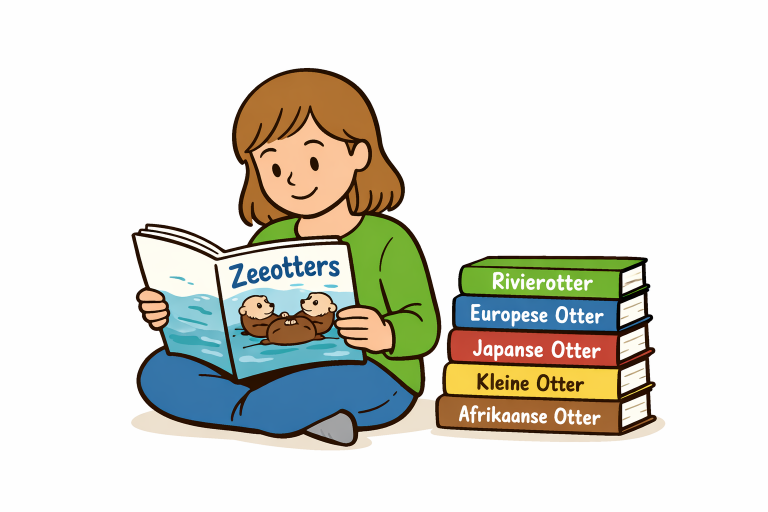 Zeeotters
Rivierotter
Europese Otter
Japanse Otter
Kleine Otter
Afrikaanse Otter